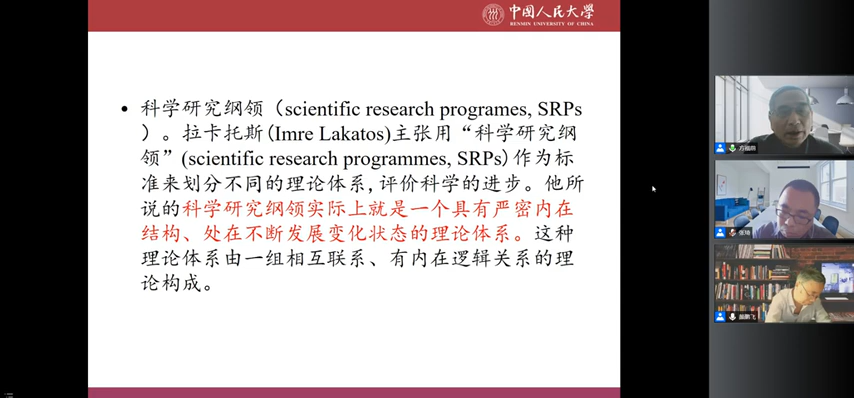 中国人民大学
RENMIN UNIVERSITY OF CHINA
• 科学研究纲领（scientific research programes, SRPs
）。拉卡托斯(Imre Lakatos)主张用“科学研究纲
领”(scientific research programmes, SRPs)作为标
准来划分不同的理论体系,评价科学的进步。他所
说的科学研究纲领实际上就是一个具有严密内在
结构、处在不断发展变化状态的理论体系。这种
理论体系由一组相互联系、有内在逻辑关系的理
论构成。
方福前
张琦